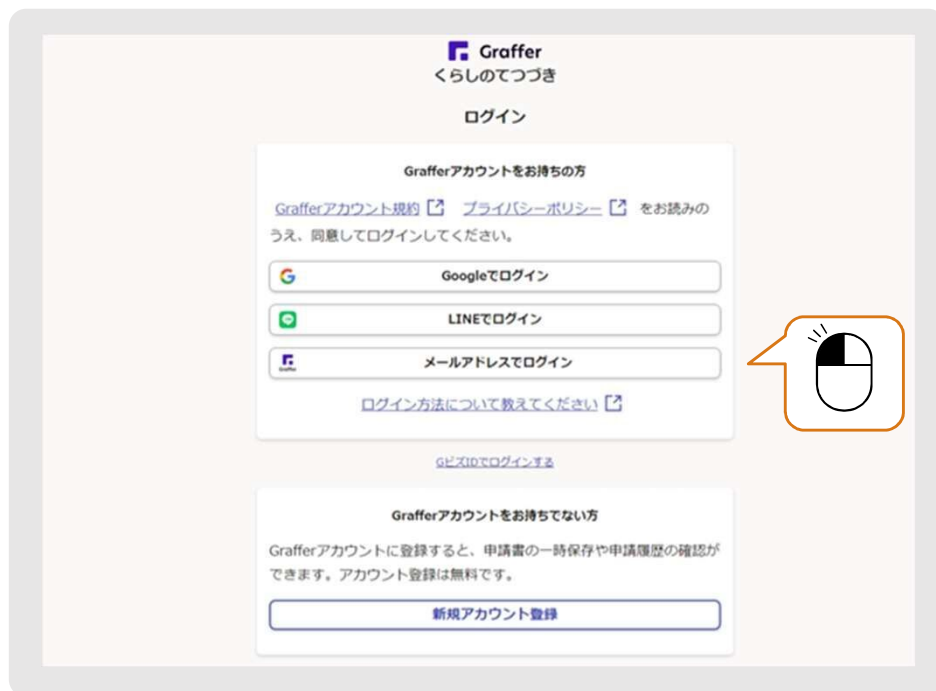 Graffer
くらしのてつづき
ログイン
Grafferアカウントをお持ちの方
Grafferアカウント規約 プライバシーポリシー をお読みの
うえ、同意してログインしてください。
Googleでログイン
LINEでログイン
Graffer メールアドレスでログイン
ログイン方法について教えてください
GビズIDでログインする
Grafferアカウントをお持ちでない方
Grafferアカウントに登録すると、申請書の一時保存や申請履歴の確認が
できます。アカウント登録は無料です。
新規アカウント登録